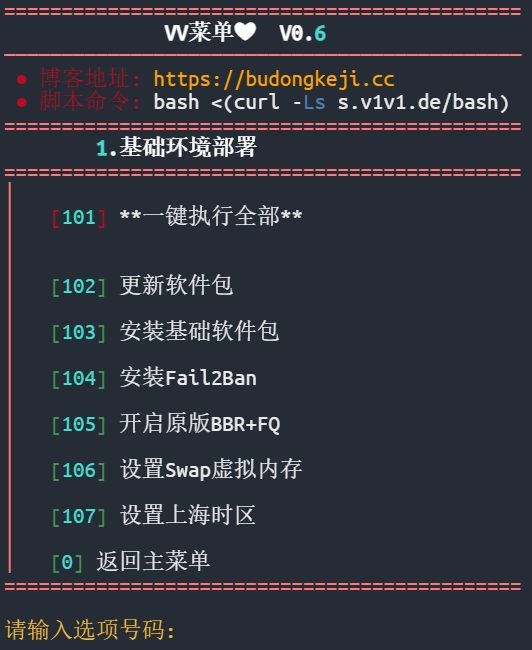 VV菜单♥ V0.6
● 博客地址: https://budongkeji.cc
● 脚本命令: bash <(curl -Ls s.v1v1.de/bash)
1.基础环境部署
[101] **一键执行全部**
[102] 更新软件包
[103] 安装基础软件包
[104] 安装Fail2Ban
[105] 开启原版BBR+FQ
[106] 设置Swap虚拟内存
[107] 设置上海时区
[0] 返回主菜单
请输入选项号码: